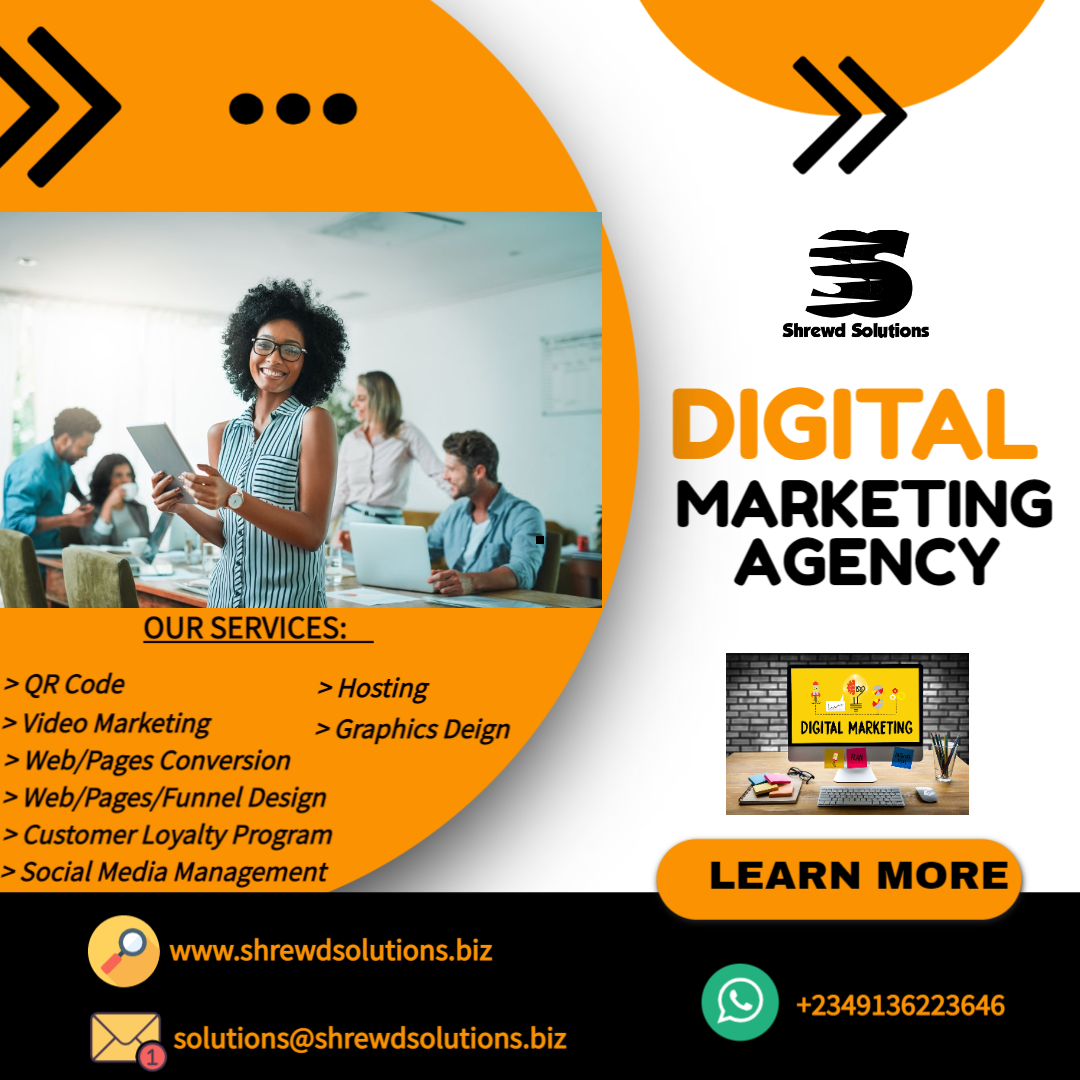 Shrewd Solutions
DIGITAL
MARKETING
AGENCY
OUR SERVICES:
> QR Code
> Video Marketing
> Web/Pages Conversion
> Web/Pages/Funnel Design
> Customer Loyalty Program
> Social Media Management
> Hosting
> Graphics Deign
DIGITAL MARKETING
LEARN MORE
www.shrewdsolutions.biz
1
solutions@shrewdsolutions.biz
+2349136223646